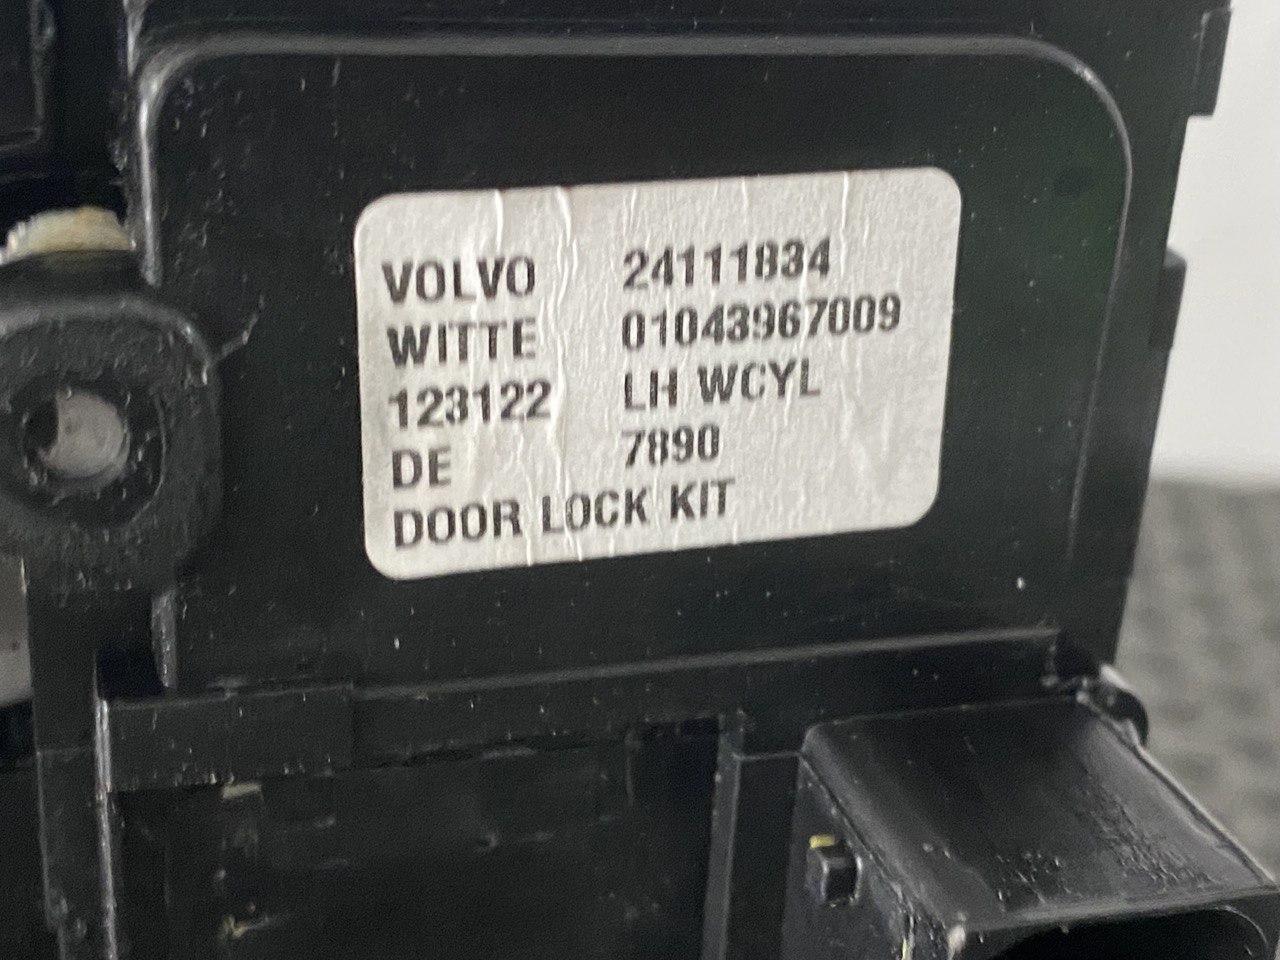 VOLVO 24111834
WITTE 01043967009
123122 LH WCYL
DE 7890
DOOR LOCK KIT